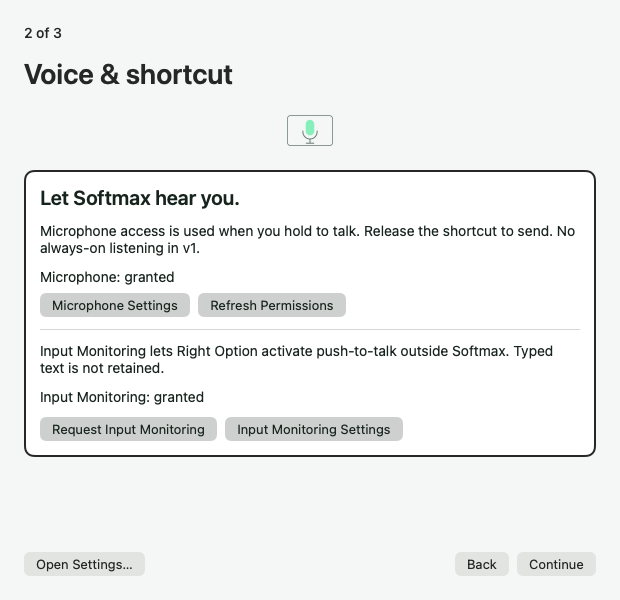 2 of 3
Voice & shortcut
Let Softmax hear you.
Microphone access is used when you hold to talk. Release the shortcut to send. No
always-on listening in v1.
Microphone: granted
Microphone Settings
Refresh Permissions
Input Monitoring lets Right Option activate push-to-talk outside Softmax. Typed
text is not retained.
Input Monitoring: granted
Request Input Monitoring
Input Monitoring Settings
Open Settings...
Back
Continue